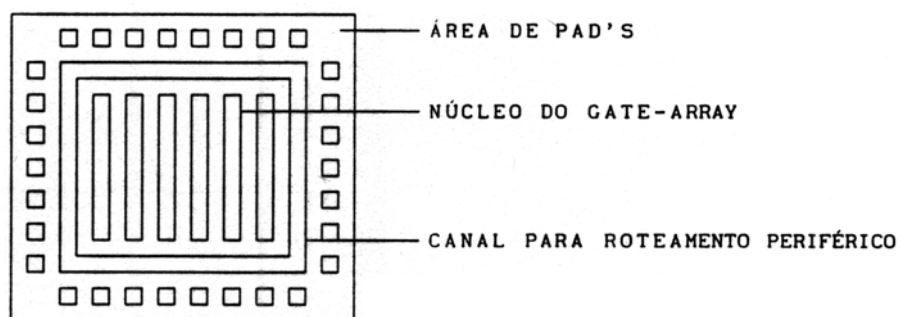 ÁREA DE PAD'S
NÚCLEO DO GATE-ARRAY
CANAL PARA ROTEAMENTO PERIFÉRICO